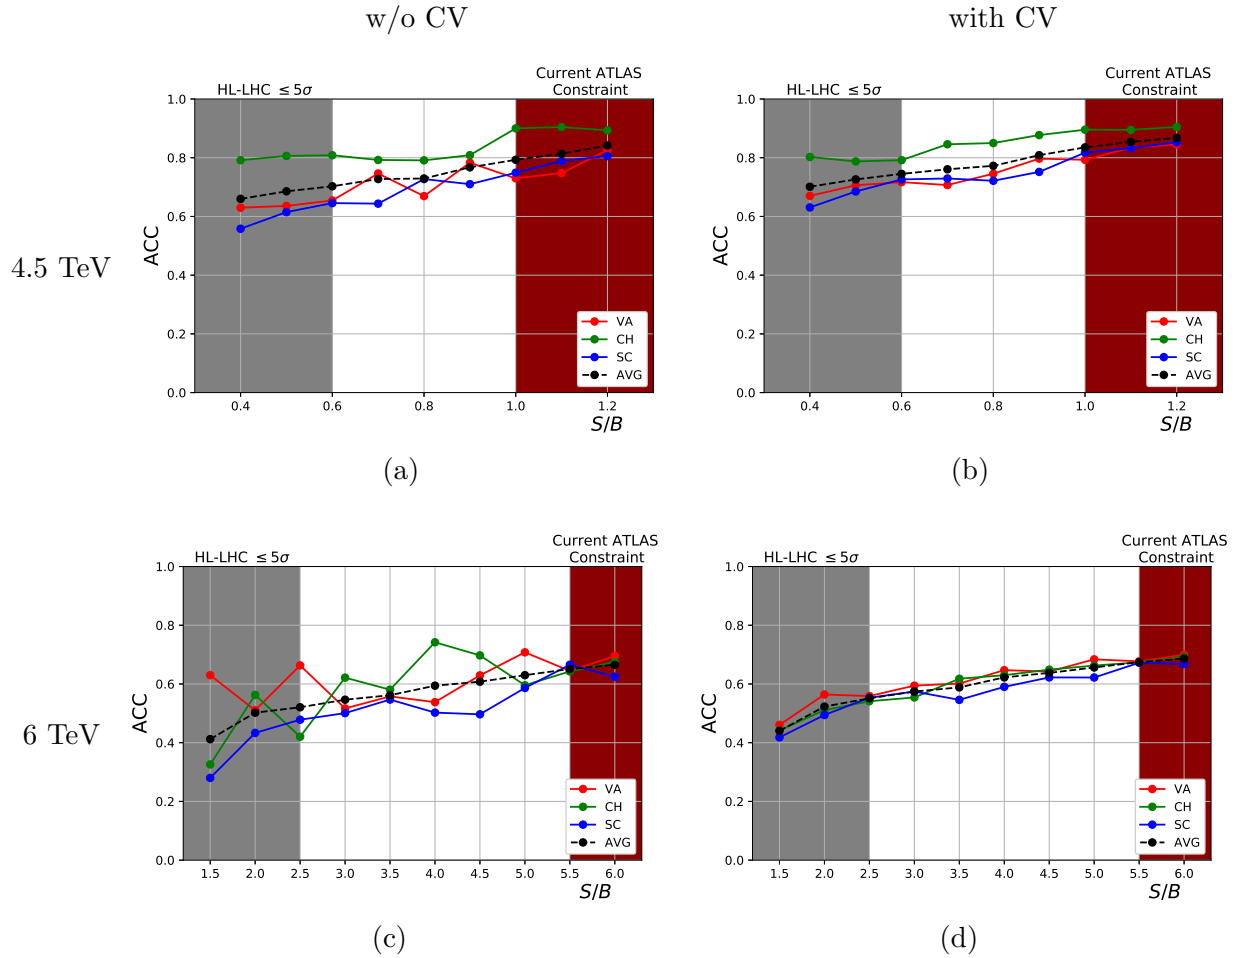 w/o CV
with CV
4.5 TeV
HL-LHC ≤5σ
Current ATLAS
Constraint
1.0
0.8
0.6
0.4
0.2
0.0
ACC
0.4
0.6
0.8
1.0
1.2
S/B
VA
CH
SC
AVG
(a)
HL-LHC ≤5σ
Current ATLAS
Constraint
1.0
0.8
0.6
0.4
0.2
0.0
ACC
0.4
0.6
0.8
1.0
1.2
S/B
VA
CH
SC
AVG
(b)
6 TeV
HL-LHC ≤5σ
Current ATLAS
Constraint
1.0
0.8
0.6
0.4
0.2
0.0
ACC
1.5
2.0
2.5
3.0
3.5
4.0
4.5
5.0
5.5
6.0
S/B
VA
CH
SC
AVG
(c)
HL-LHC ≤5σ
Current ATLAS
Constraint
1.0
0.8
0.6
0.4
0.2
0.0
ACC
1.5
2.0
2.5
3.0
3.5
4.0
4.5
5.0
5.5
6.0
S/B
VA
CH
SC
AVG
(d)